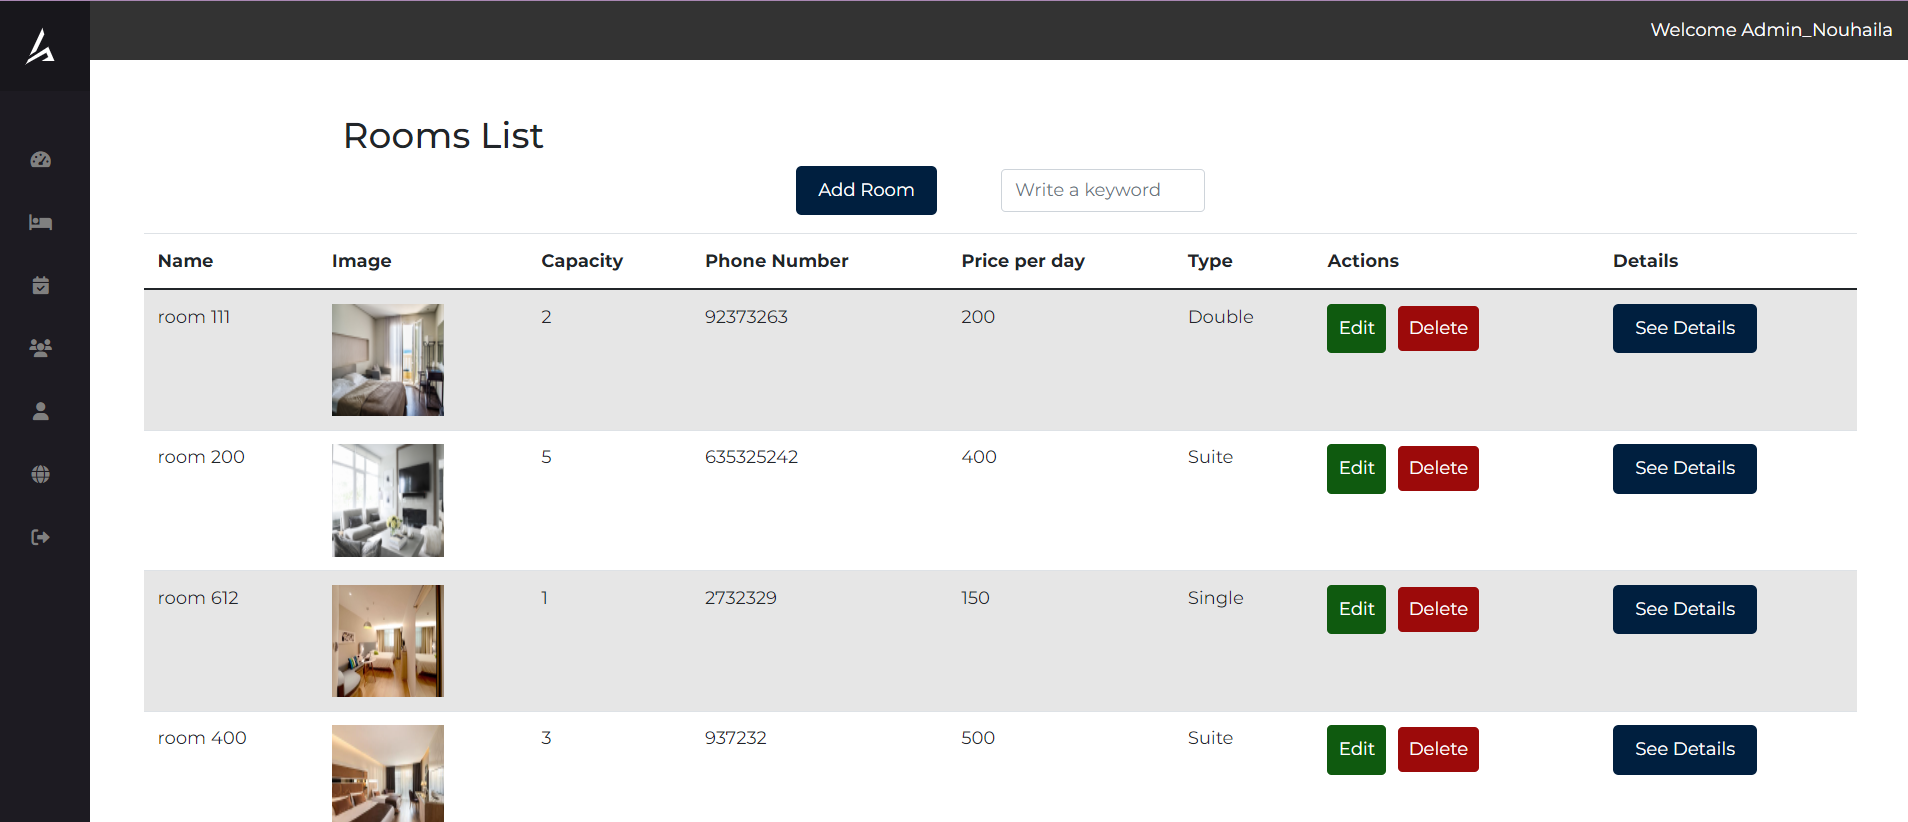 Welcome Admin_Nouhaila
Rooms List
Add Room Write a keyword
Name Image Capacity Phone Number Price per day Type Actions Details
room 111 2 92373263 200 Double Edit Delete See Details
room 200 5 635325242 400 Suite Edit Delete See Details
room 612 1 2732329 150 Single Edit Delete See Details
room 400 3 937232 500 Suite Edit Delete See Details